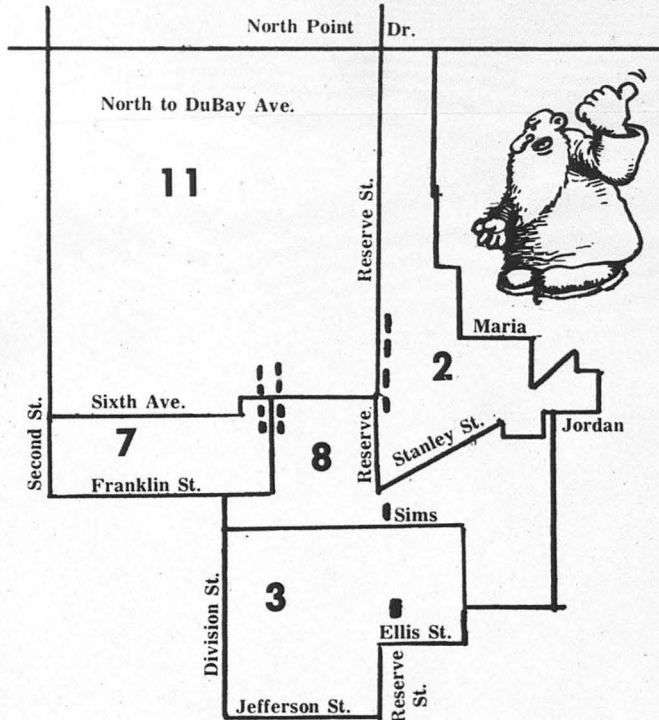 North Point Dr.
North to DuBay Ave.
11
Reserve St.
Maria
2
Sixth Ave.
Second St.
7
8
Reserve
Stanley St.
Jordan
Franklin St.
Sims
3
Division St.
Ellis St.
Jefferson St.
Reserve
St.